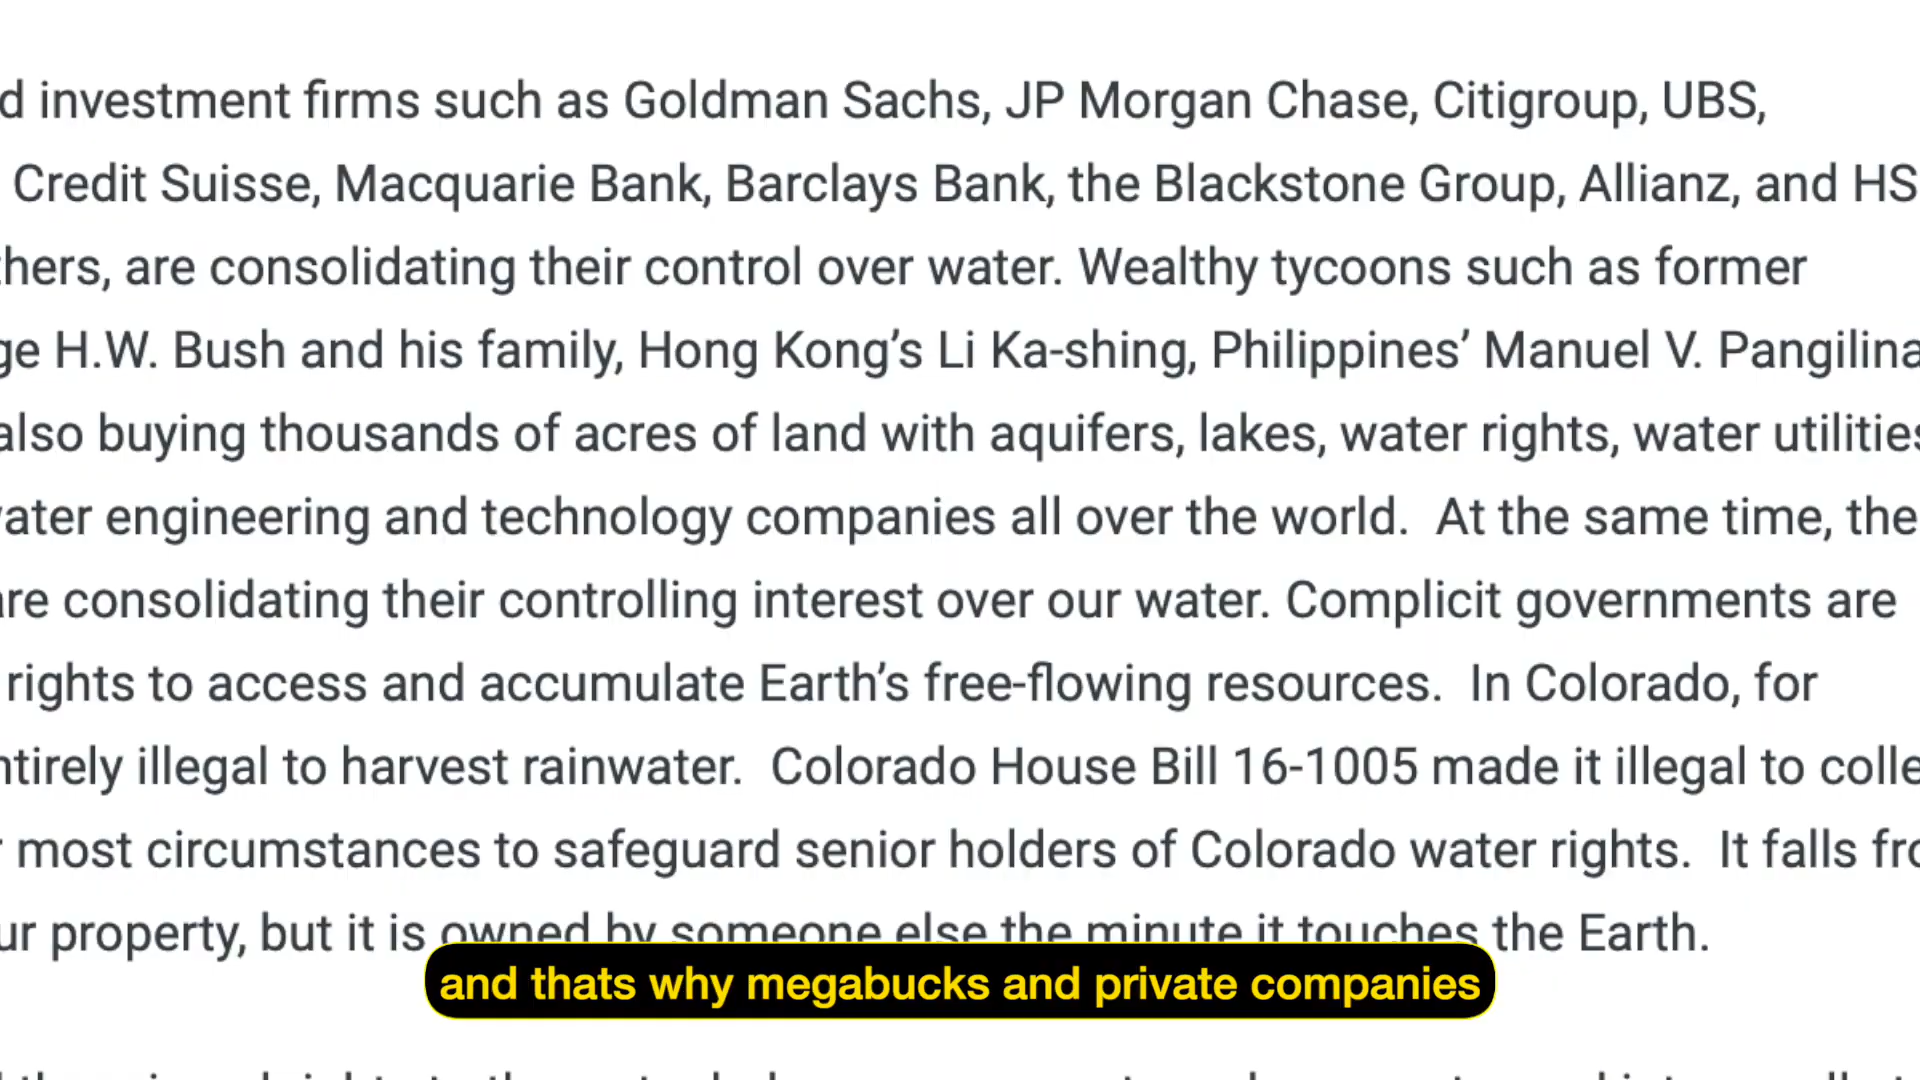 d investment firms such as Goldman Sachs, JP Morgan Chase, Citigroup, UBS,
Credit Suisse, Macquarie Bank, Barclays Bank, the Blackstone Group, Allianz, and HS
thers, are consolidating their control over water. Wealthy tycoons such as former
ge H.W. Bush and his family, Hong Kong’s Li Ka-shing, Philippines’ Manuel V. Pangilina
also buying thousands of acres of land with aquifers, lakes, water rights, water utilities
vater engineering and technology companies all over the world. At the same time, the
are consolidating their controlling interest over our water. Complicit governments are
rights to access and accumulate Earth’s free-flowing resources. In Colorado, for
ntirely illegal to harvest rainwater. Colorado House Bill 16-1005 made it illegal to colle
r most circumstances to safeguard senior holders of Colorado water rights. It falls fro
ur property, but it is owned by someone else the minute it touches the Earth.
and thats why megabucks and private companies